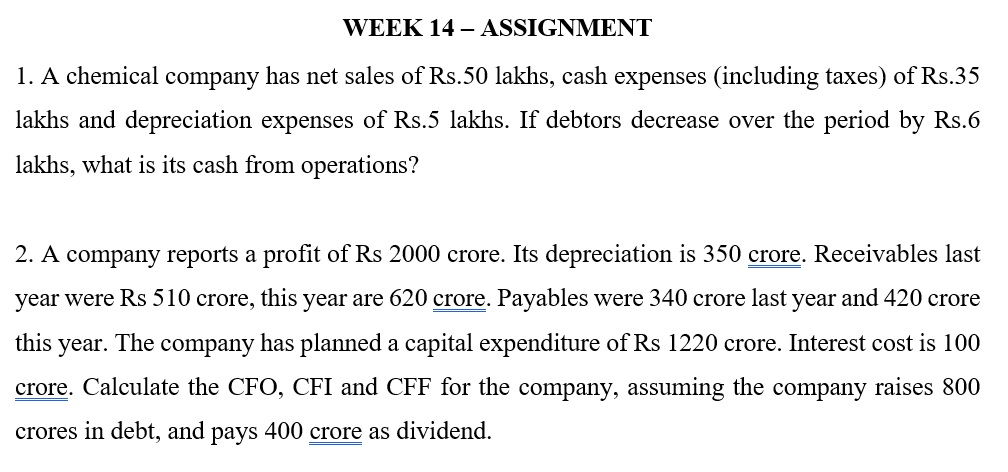 WEEK 14 – ASSIGNMENT
1. A chemical company has net sales of Rs.50 lakhs, cash expenses (including taxes) of Rs.35
lakhs and depreciation expenses of Rs.5 lakhs. If debtors decrease over the period by Rs.6
lakhs, what is its cash from operations?
2. A company reports a profit of Rs 2000 crore. Its depreciation is 350 crore. Receivables last
year were Rs 510 crore, this year are 620 crore. Payables were 340 crore last year and 420 crore
this year. The company has planned a capital expenditure of Rs 1220 crore. Interest cost is 100
crore. Calculate the CFO, CFI and CFF for the company, assuming the company raises 800
crores in debt, and pays 400 crore as dividend.